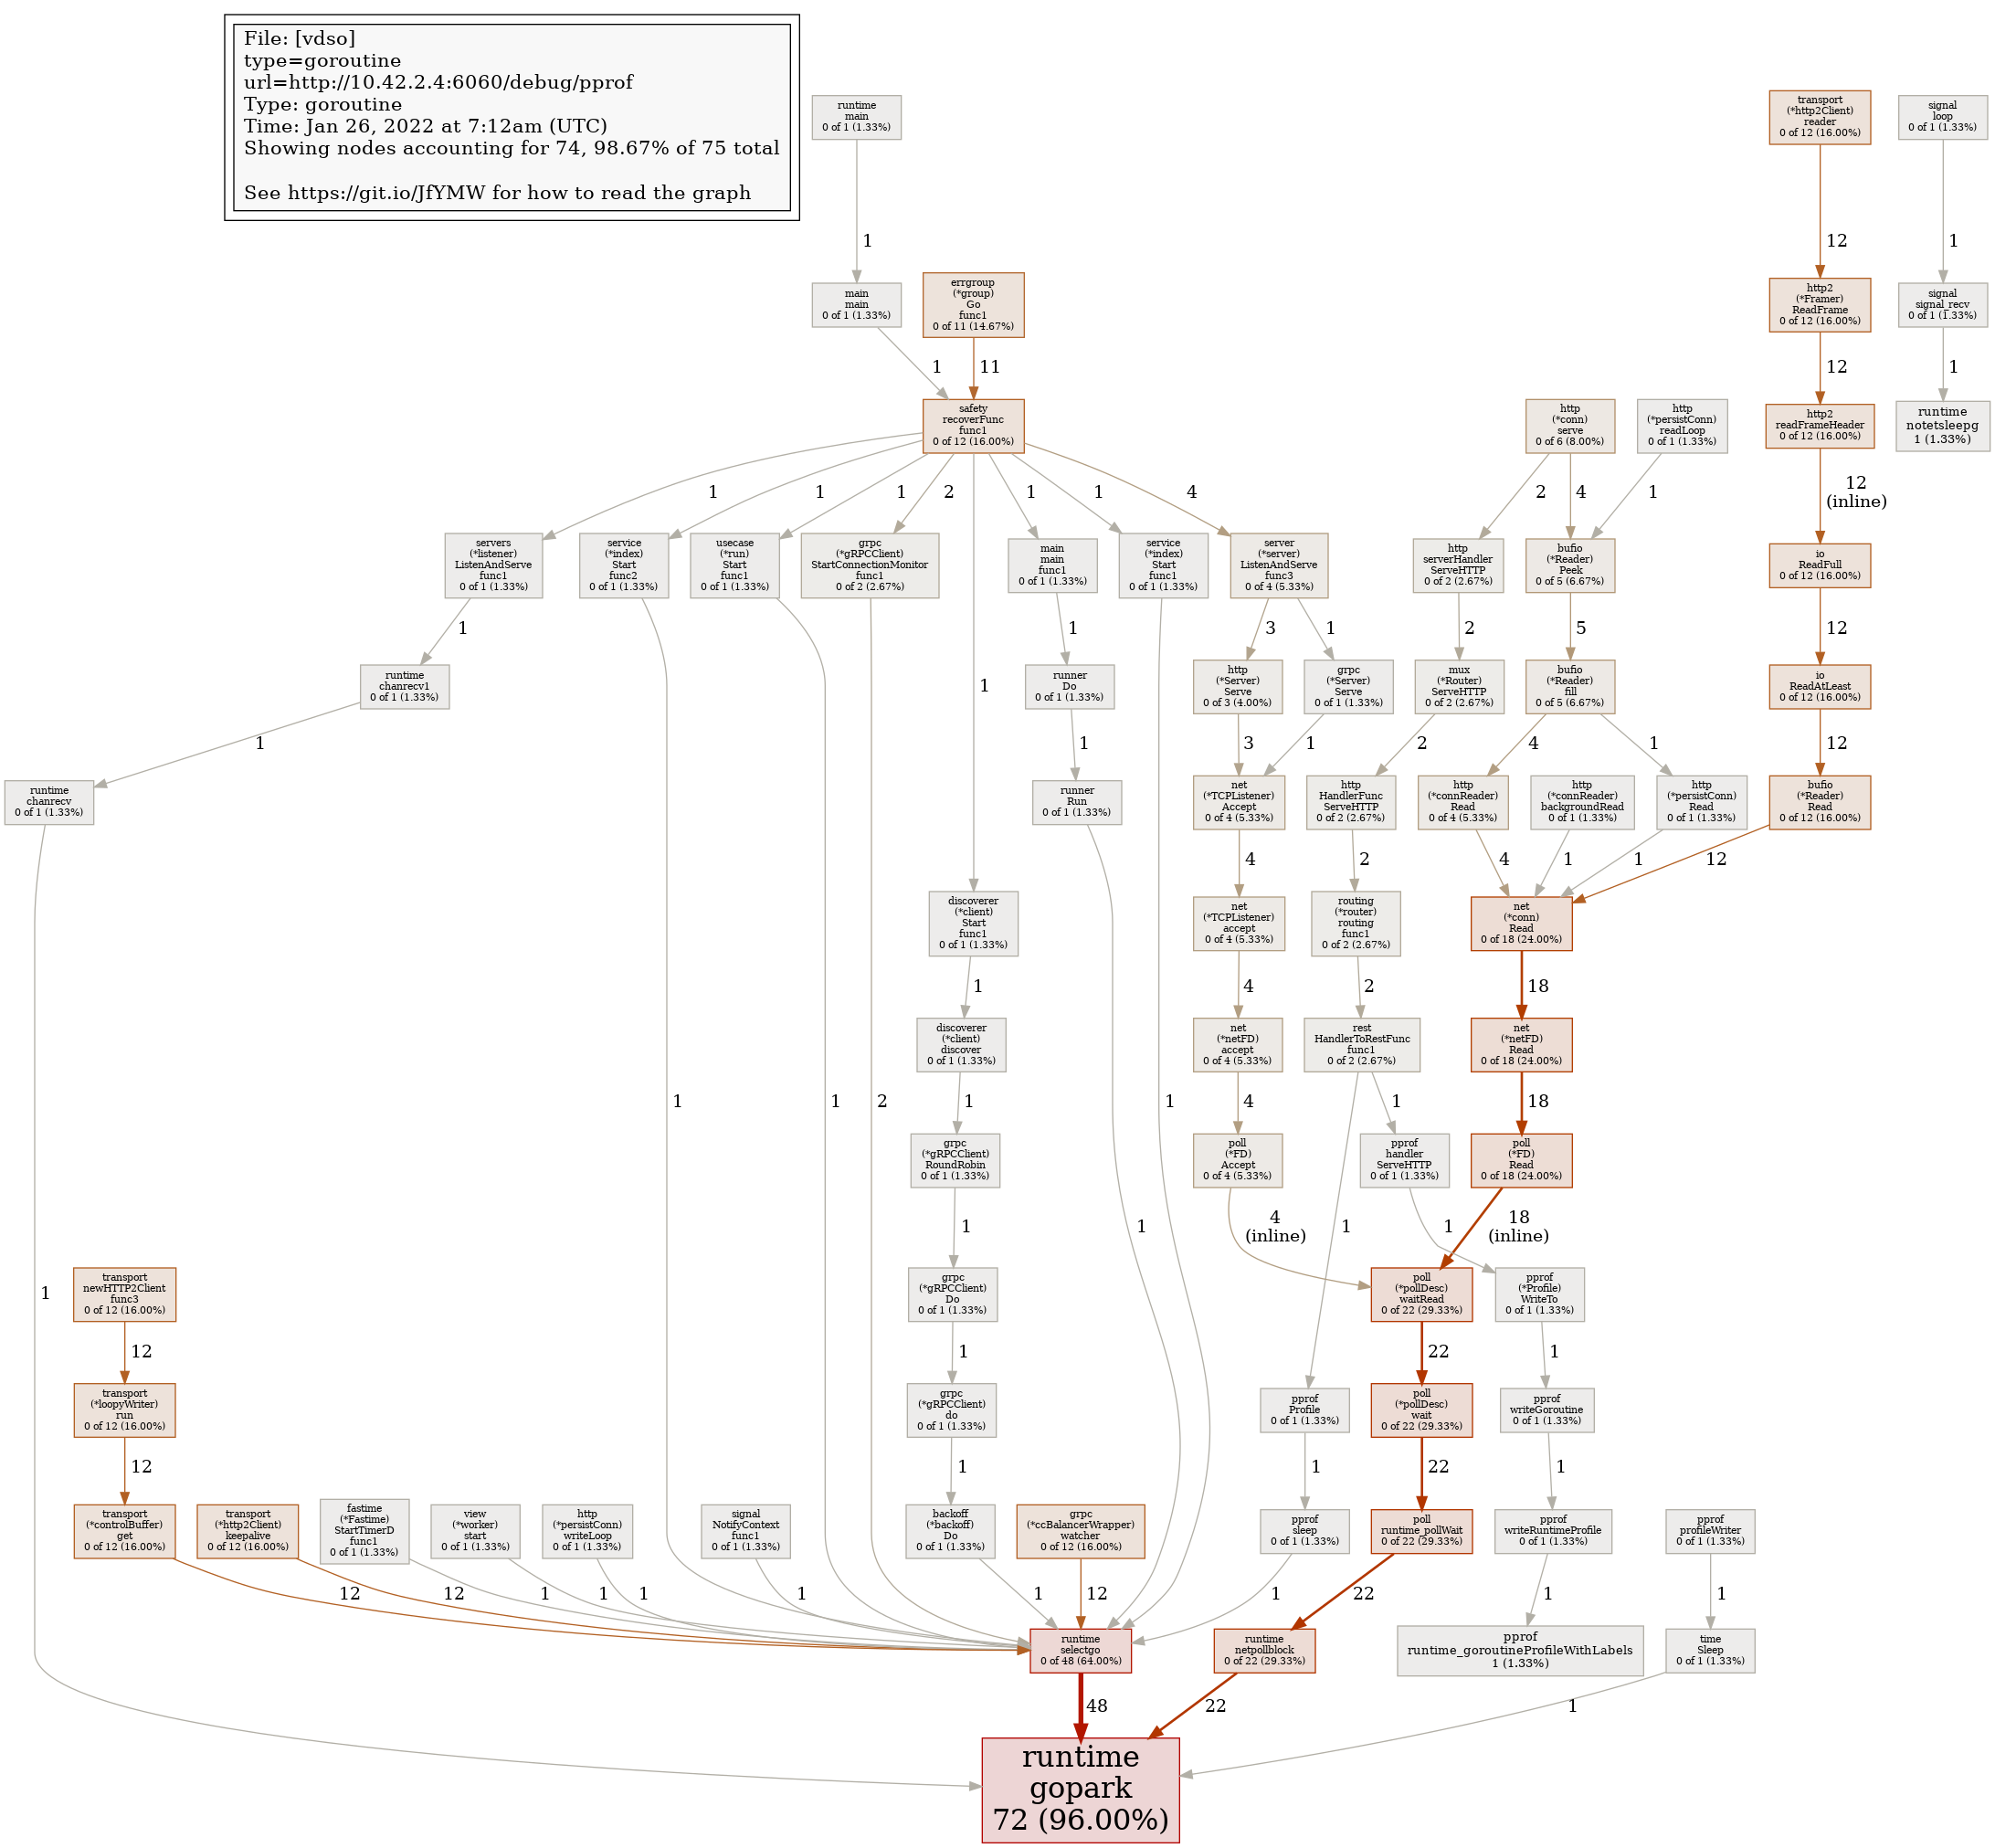 File: [vdso]
type=goroutine
url=http://10.42.2.4:6060/debug/pprof
Type: goroutine
Time: Jan 26, 2022 at 7:12am (UTC)
Showing nodes accounting for 74, 98.67% of 75 total
See https://git.io/JfYMW for how to read the graph
runtime
main
0 of 1 (1.33%)
transport
(*http2Client)
reader
0 of 12 (16.00%)
signal
loop
0 of 1 (1.33%)
1
12
1
main
main
0 of 1 (1.33%)
errgroup
(*group)
Go
func1
0 of 11 (14.67%)
http2
(*Framer)
ReadFrame
0 of 12 (16.00%)
signal
signal_recv
0 of 1 (1.33%)
1
11
12
1
safety
recoverFunc
func1
0 of 12 (16.00%)
http
(*conn)
serve
0 of 6 (8.00%)
http
(*persistConn)
readLoop
0 of 1 (1.33%)
http2
readFrameHeader
0 of 12 (16.00%)
runtime
notetsleepg
1 (1.33%)
1
1
1
2
1
1
4
2
4
1
12
(inline)
servers
(*listener)
ListenAndServe
func1
0 of 1 (1.33%)
service
(*index)
Start
func2
0 of 1 (1.33%)
usecase
(*run)
Start
func1
0 of 1 (1.33%)
grpc
(*gRPCClient)
StartConnectionMonitor
func1
0 of 2 (2.67%)
main
main
func1
0 of 1 (1.33%)
service
(*index)
Start
func1
0 of 1 (1.33%)
server
(*server)
ListenAndServe
func3
0 of 4 (5.33%)
http
serverHandler
ServeHTTP
0 of 2 (2.67%)
bufio
(*Reader)
Peek
0 of 5 (6.67%)
io
ReadFull
0 of 12 (16.00%)
1
1
3
1
2
5
12
runtime
chanrecv1
0 of 1 (1.33%)
1
runner
Do
0 of 1 (1.33%)
http
(*Server)
Serve
0 of 3 (4.00%)
grpc
(*Server)
Serve
0 of 1 (1.33%)
mux
(*Router)
ServeHTTP
0 of 2 (2.67%)
bufio
(*Reader)
fill
0 of 5 (6.67%)
io
ReadAtLeast
0 of 12 (16.00%)
1
1
3
1
2
4
1
12
runtime
chanrecv
0 of 1 (1.33%)
runner
Run
0 of 1 (1.33%)
net
(*TCPListener)
Accept
0 of 4 (5.33%)
http
HandlerFunc
ServeHTTP
0 of 2 (2.67%)
http
(*connReader)
Read
0 of 4 (5.33%)
http
(*connReader)
backgroundRead
0 of 1 (1.33%)
http
(*persistConn)
Read
0 of 1 (1.33%)
bufio
(*Reader)
Read
0 of 12 (16.00%)
4
2
4
1
1
12
discoverer
(*client)
Start
func1
0 of 1 (1.33%)
net
(*TCPListener)
accept
0 of 4 (5.33%)
routing
(*router)
routing
func1
0 of 2 (2.67%)
net
(*conn)
Read
0 of 18 (24.00%)
1
4
2
18
discoverer
(*client)
discover
0 of 1 (1.33%)
net
(*netFD)
accept
0 of 4 (5.33%)
rest
HandlerToRestFunc
func1
0 of 2 (2.67%)
net
(*netFD)
Read
0 of 18 (24.00%)
1
1
2
1
1
4
1
18
grpc
(*gRPCClient)
RoundRobin
0 of 1 (1.33%)
poll
(*FD)
Accept
0 of 4 (5.33%)
pprof
handler
ServeHTTP
0 of 1 (1.33%)
poll
(*FD)
Read
0 of 18 (24.00%)
1
1
4
(inline)
1
1
18
(inline)
1
transport
newHTTP2Client
func3
0 of 12 (16.00%)
grpc
(*gRPCClient)
Do
0 of 1 (1.33%)
poll
(*pollDesc)
waitRead
0 of 22 (29.33%)
pprof
(*Profile)
WriteTo
0 of 1 (1.33%)
12
1
22
1
transport
(*loopyWriter)
run
0 of 12 (16.00%)
grpc
(*gRPCClient)
do
0 of 1 (1.33%)
pprof
Profile
0 of 1 (1.33%)
poll
(*pollDesc)
wait
0 of 22 (29.33%)
pprof
writeGoroutine
0 of 1 (1.33%)
12
1
1
22
1
transport
(*controlBuffer)
get
0 of 12 (16.00%)
transport
(*http2Client)
keepalive
0 of 12 (16.00%)
fastime
(*Fastime)
StartTimerD
func1
0 of 1 (1.33%)
view
(*worker)
start
0 of 1 (1.33%)
http
(*persistConn)
writeLoop
0 of 1 (1.33%)
signal
NotifyContext
func1
0 of 1 (1.33%)
backoff
(*backoff)
Do
0 of 1 (1.33%)
grpc
(*ccBalancerWrapper)
watcher
0 of 12 (16.00%)
pprof
sleep
0 of 1 (1.33%)
poll
runtime_pollWait
0 of 22 (29.33%)
pprof
writeRuntimeProfile
0 of 1 (1.33%)
pprof
profileWriter
0 of 1 (1.33%)
12
12
1
1
1
1
1
12
1
22
1
1
runtime
selectgo
0 of 48 (64.00%)
runtime
netpollblock
0 of 22 (29.33%)
pprof
runtime_goroutineProfileWithLabels
1 (1.33%)
time
Sleep
0 of 1 (1.33%)
48
22
1
runtime
gopark
72 (96.00%)